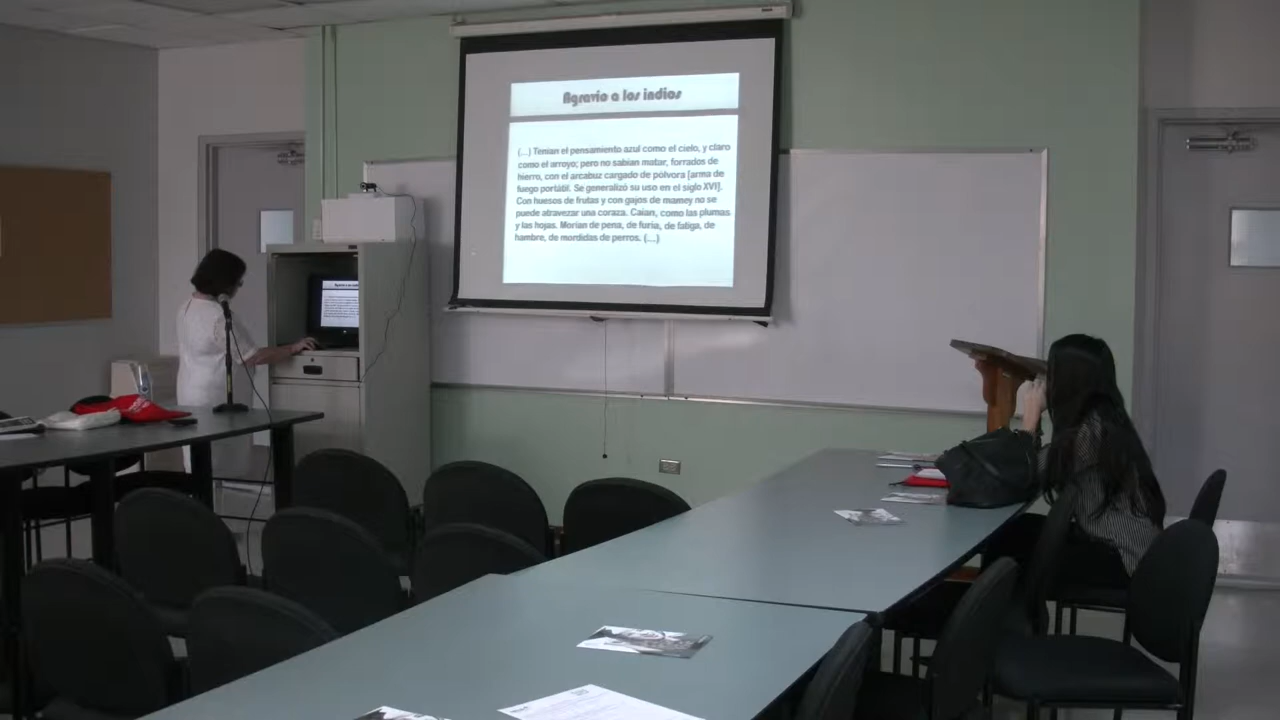 Agravio a los indios
(...) Tenían el pensamiento azul como el cielo, y claro
como el arroyo; pero no sabían matar, forrados de
hierro, con el arcabuz cargado de pólvora [arma de
fuego portátil. Se generalizó su uso en el siglo XVI].
Con huesos de frutas y con gajos de mamey no se
puede atravezar una coraza. Caían, como las plumas
y las hojas. Morían de pena, de furia, de fatiga, de
hambre, de mordidas de perros. (...)